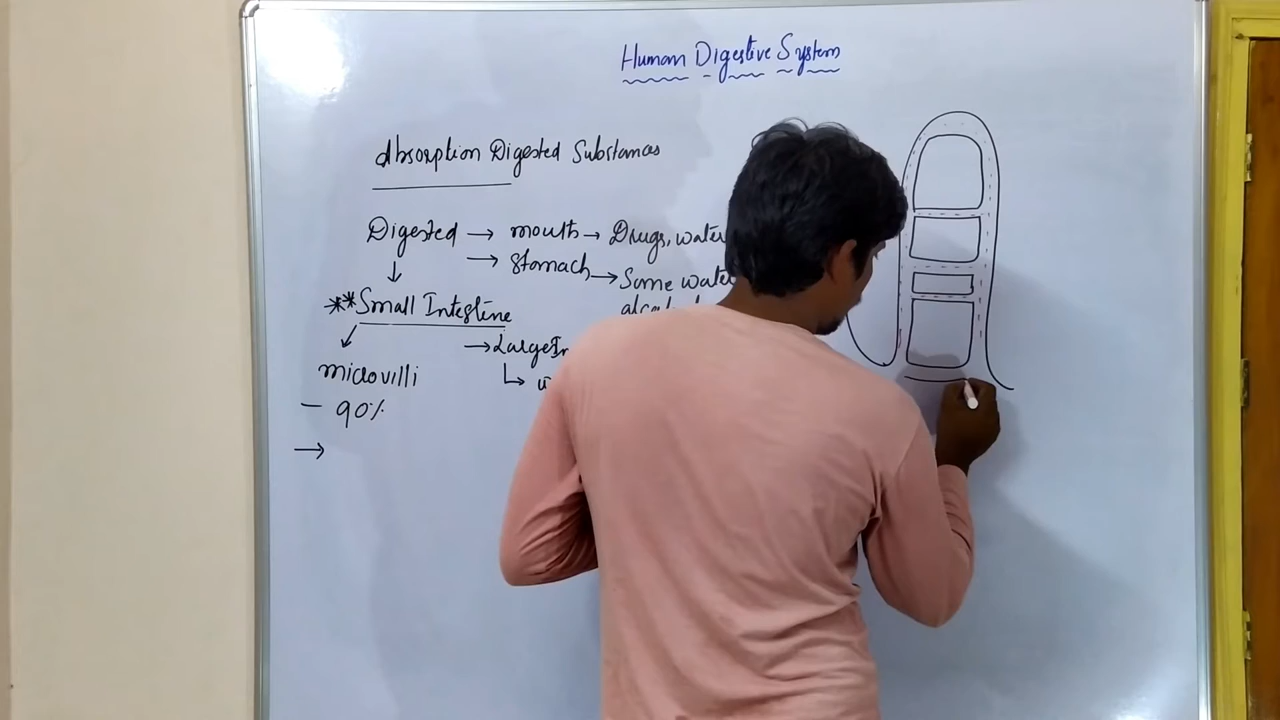 Human Digestive System
Absorption Digested Substances
Digested → mouth → Drugs, water
↓ → Stomach → Some water
**Small Intestine
→ Large
microvilli
- 90%
→